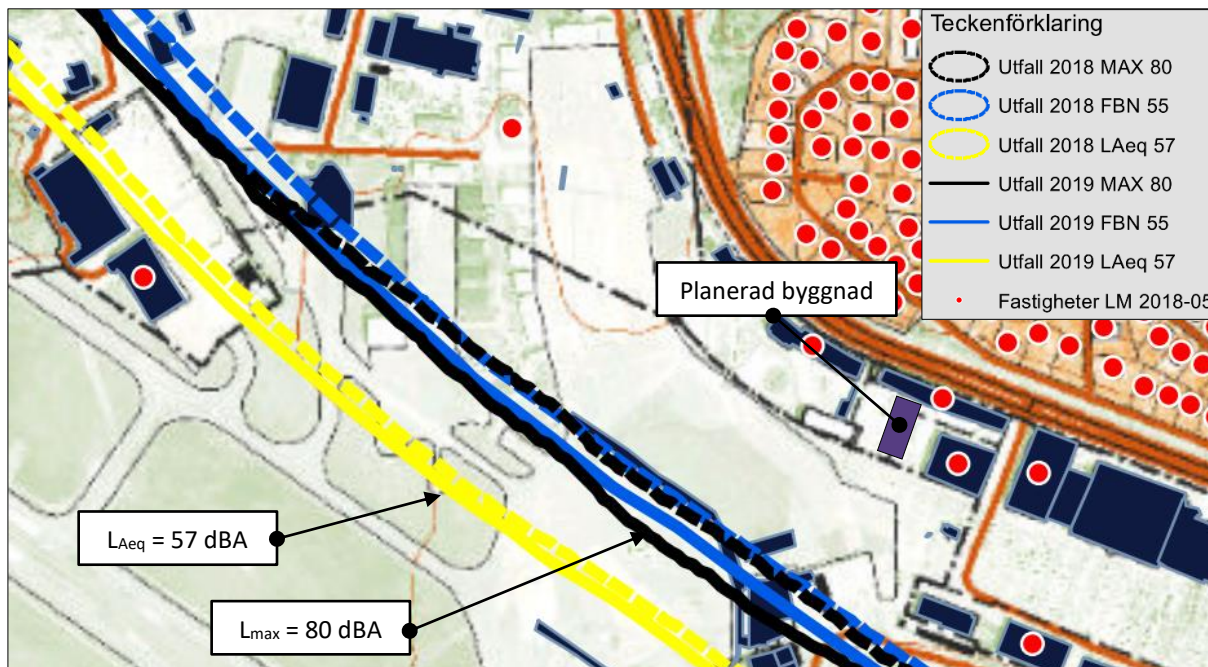 Teckenförklaring
Utfall 2018 MAX 80
Utfall 2018 FBN 55
Utfall 2018 LAeq 57
Utfall 2019 MAX 80
Utfall 2019 FBN 55
Utfall 2019 LAeq 57
Fastigheter LM 2018-05
Planerad byggnad
LAeq = 57 dBA
Lmax = 80 dBA